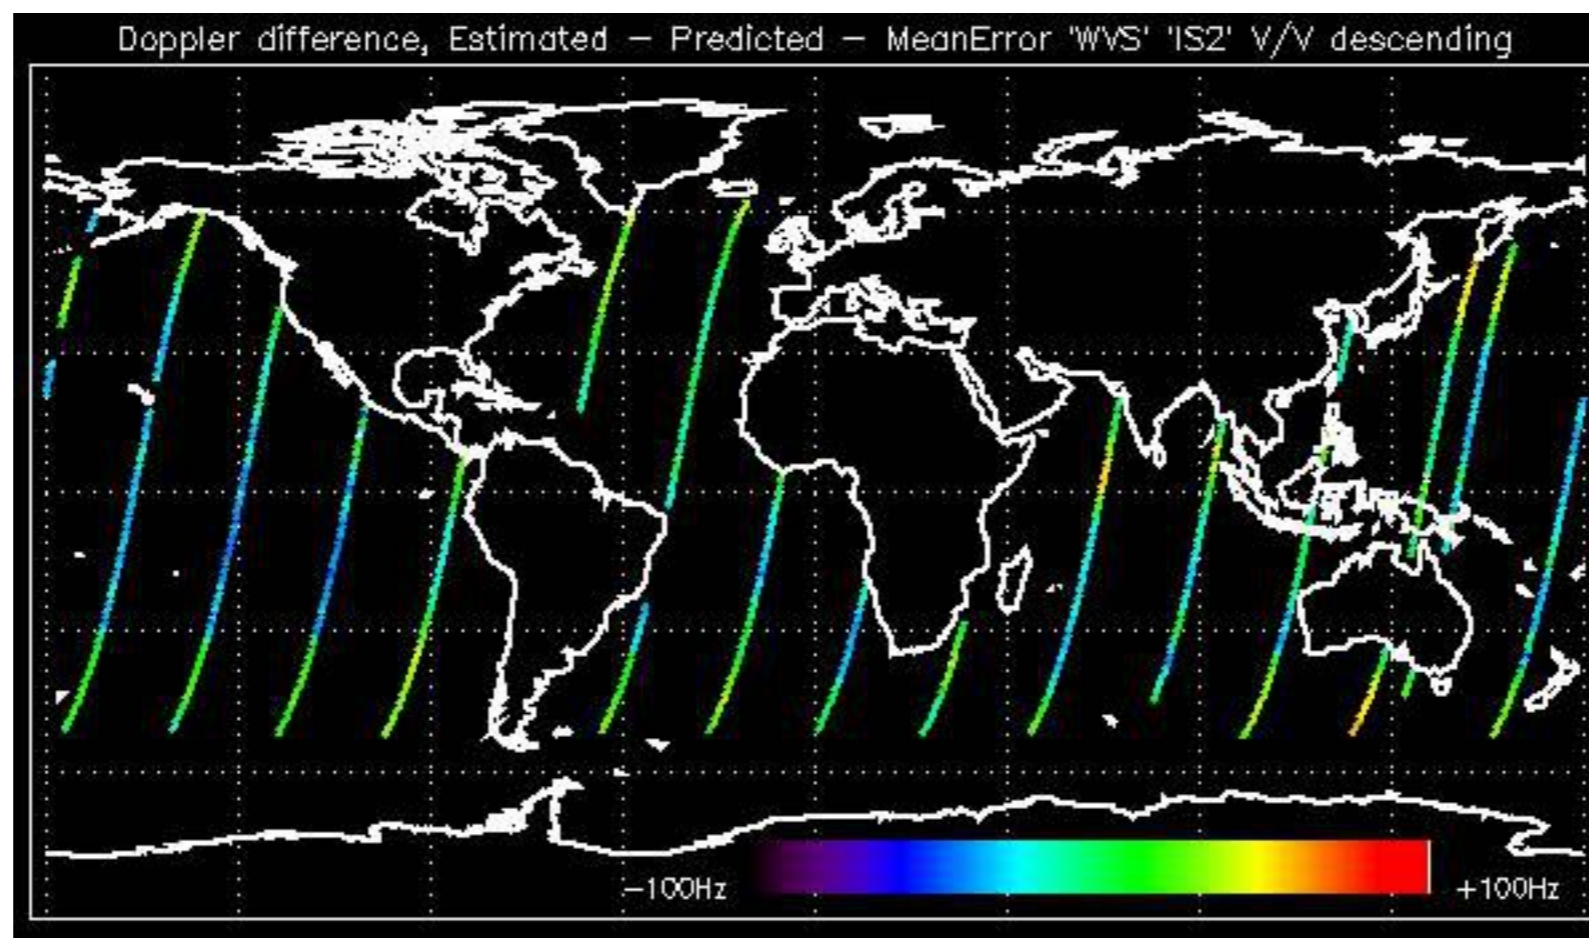 Doppler difference, Estimated – Predicted – MeanError 'WVS' 'IS2' V/V descending
–100Hz
+100Hz